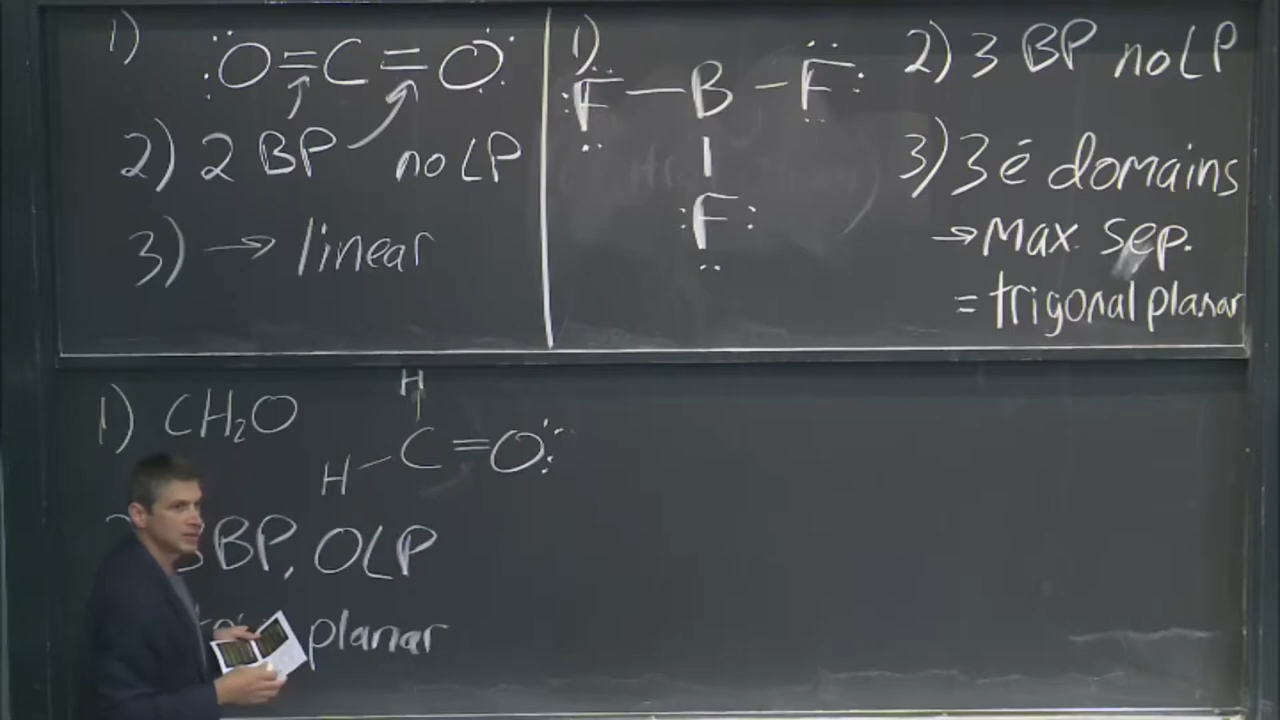 1) O=C=O
2) 2 BP no LP
3) → linear
1) F—B—F
|
F
2) 3 BP no LP
3) 3 é domains
→ Max. Sep.
= trigonal planar
1) CH₂O
H
|
H—C=O
BP, OLP
planar